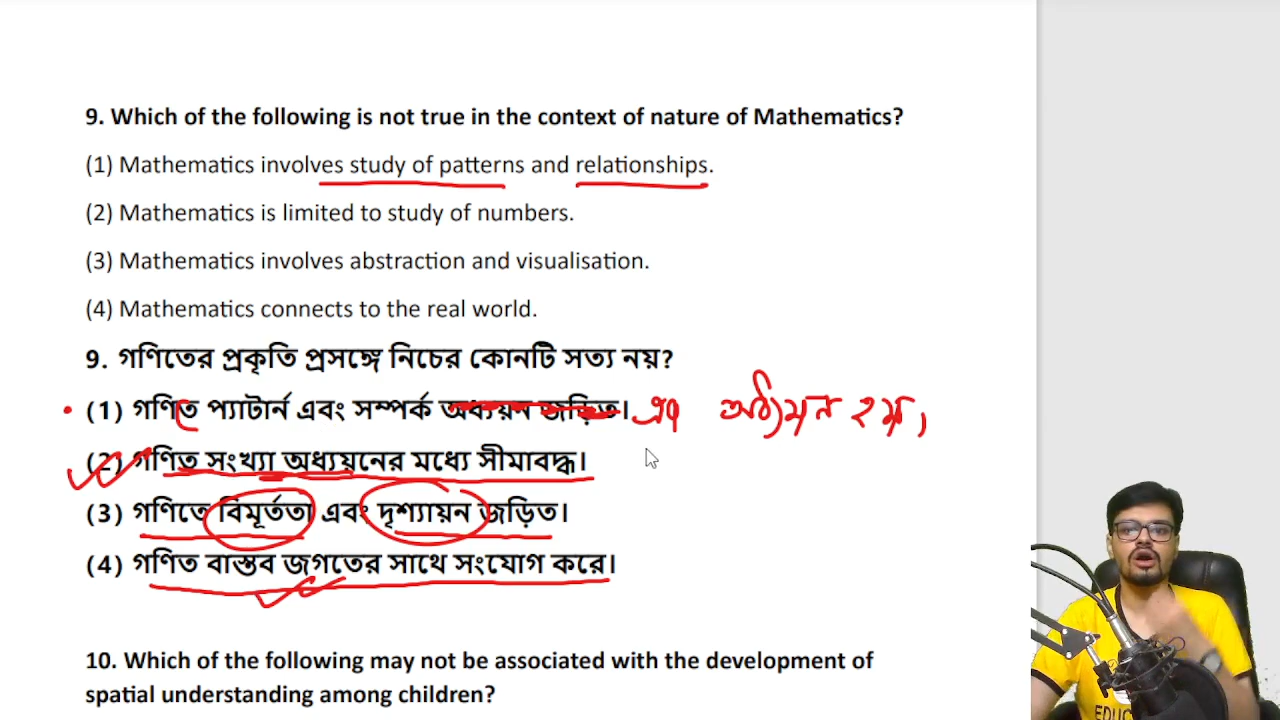 9. Which of the following is not true in the context of nature of Mathematics?
(1) Mathematics involves study of patterns and relationships.
(2) Mathematics is limited to study of numbers.
(3) Mathematics involves abstraction and visualisation.
(4) Mathematics connects to the real world.
9. গণিতের প্রকৃতি প্রসঙ্গে নিচের কোনটি সত্য নয়?
(1) গণিত প্যাটার্ন এবং সম্পর্ক অধ্যয়ন জড়িত। এর অধ্যয়ন হয়।
(2) গণিত সংখ্যা অধ্যয়নের মধ্যে সীমাবদ্ধ।
(3) গণিতে বিমূর্ততা এবং দৃশ্যায়ন জড়িত।
(4) গণিত বাস্তব জগতের সাথে সংযোগ করে।
10. Which of the following may not be associated with the development of
spatial understanding among children?
EDUC